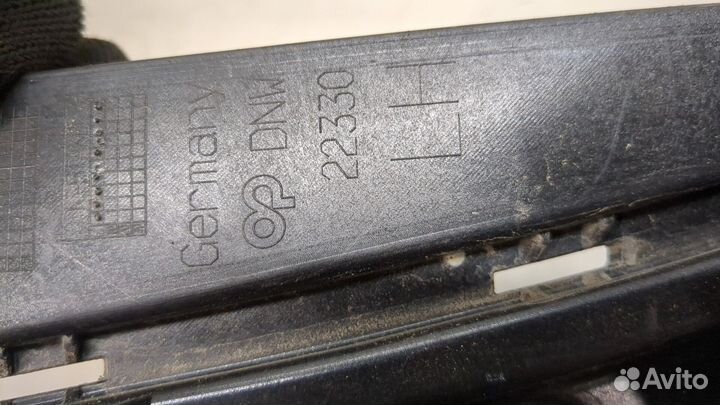 Germany
DNW
22330
LH
Avito